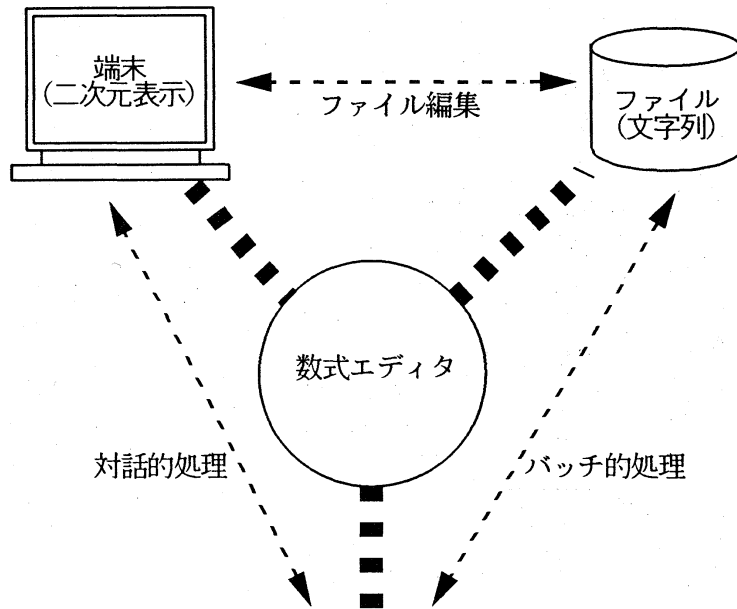 端末
(二次元表示)
ファイル編集
ファイル
(文字列)
数式エディタ
対話的処理
バッチ的処理